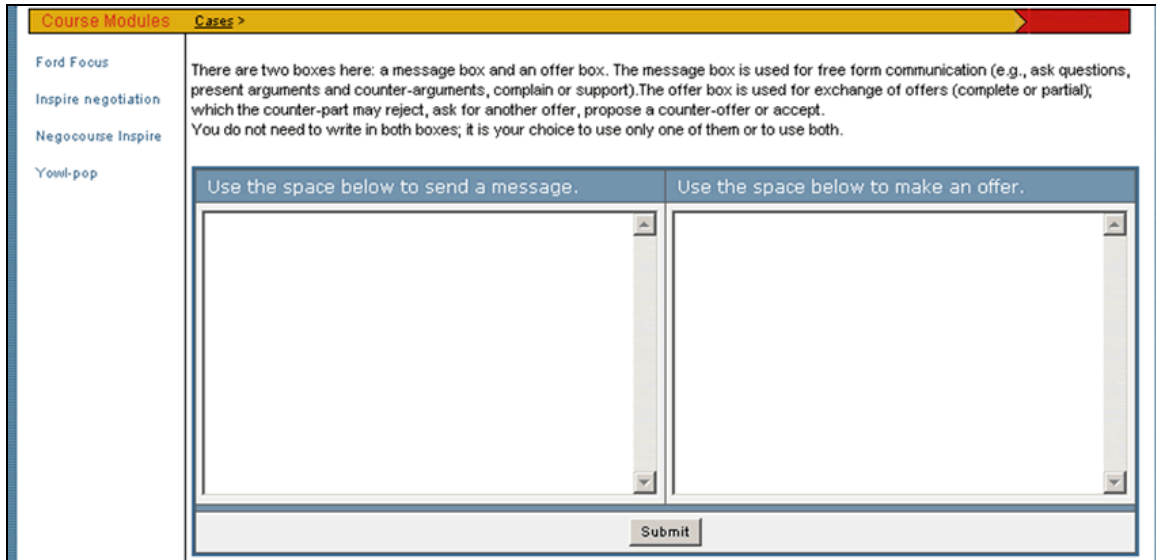 Course Modules Cases >
Ford Focus
Inspire negotiation
Negocourse Inspire
Yowl-pop
There are two boxes here: a message box and an offer box. The message box is used for free form communication (e.g., ask questions,
present arguments and counter-arguments, complain or support).The offer box is used for exchange of offers (complete or partial);
which the counter-part may reject, ask for another offer, propose a counter-offer or accept.
You do not need to write in both boxes; it is your choice to use only one of them or to use both.
Use the space below to send a message. Use the space below to make an offer.
Submit